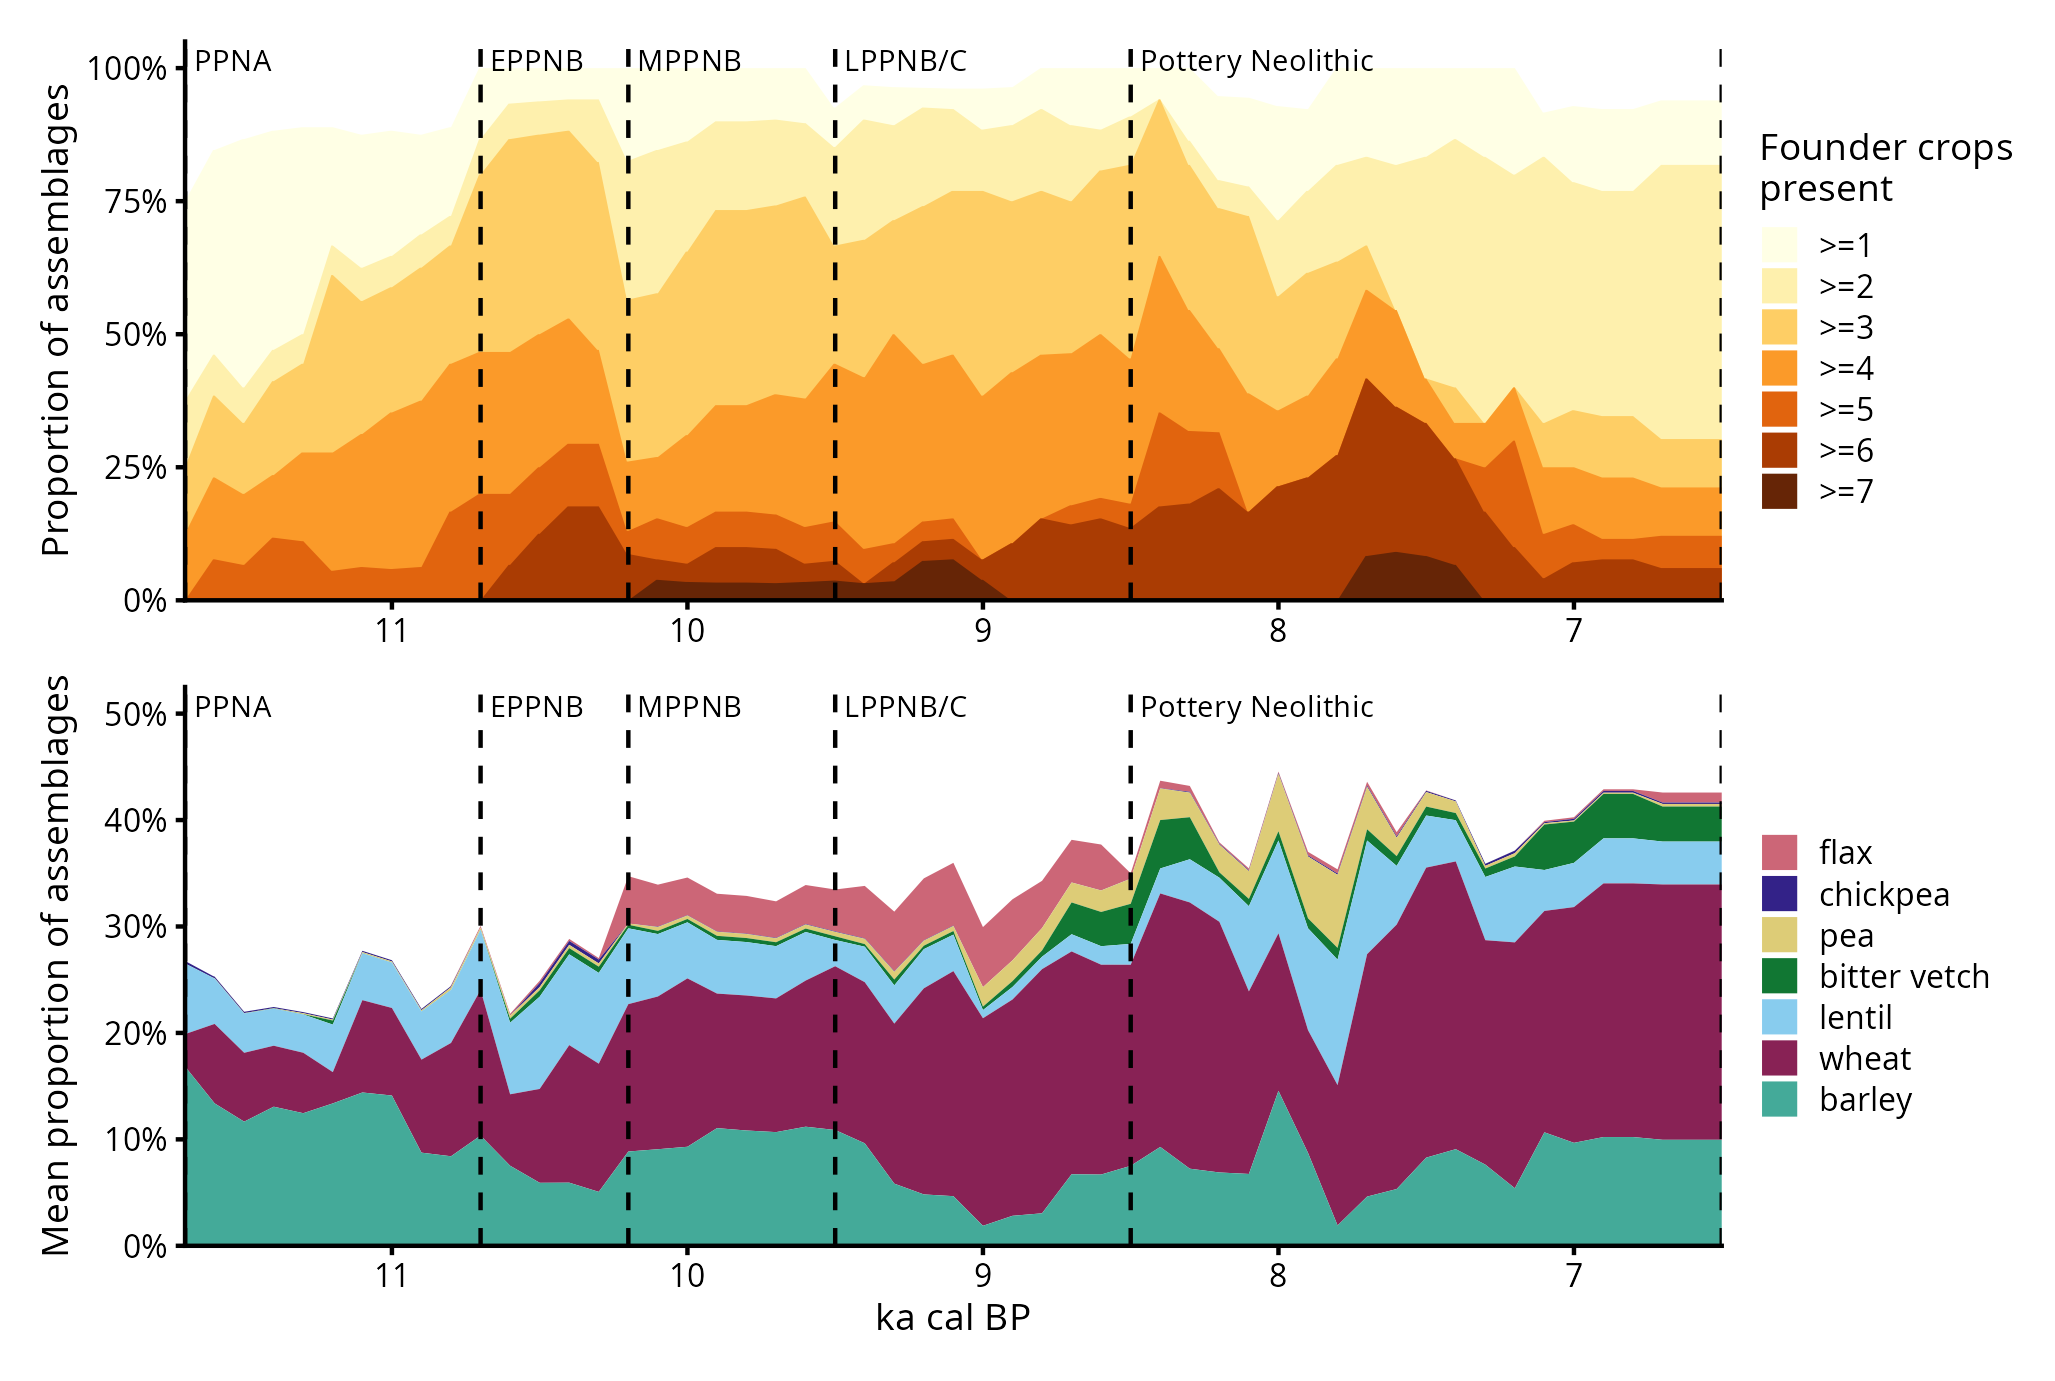 PPNA EPPNB MPPNB LPPNB/C Pottery Neolithic
100%
75%
50%
25%
0%
Proportion of assemblages
11 10 9 8 7
Founder crops
present
>=1
>=2
>=3
>=4
>=5
>=6
>=7
PPNA EPPNB MPPNB LPPNB/C Pottery Neolithic
50%
40%
30%
20%
10%
0%
Mean proportion of assemblages
11 10 9 8 7
ka cal BP
flax
chickpea
pea
bitter vetch
lentil
wheat
barley